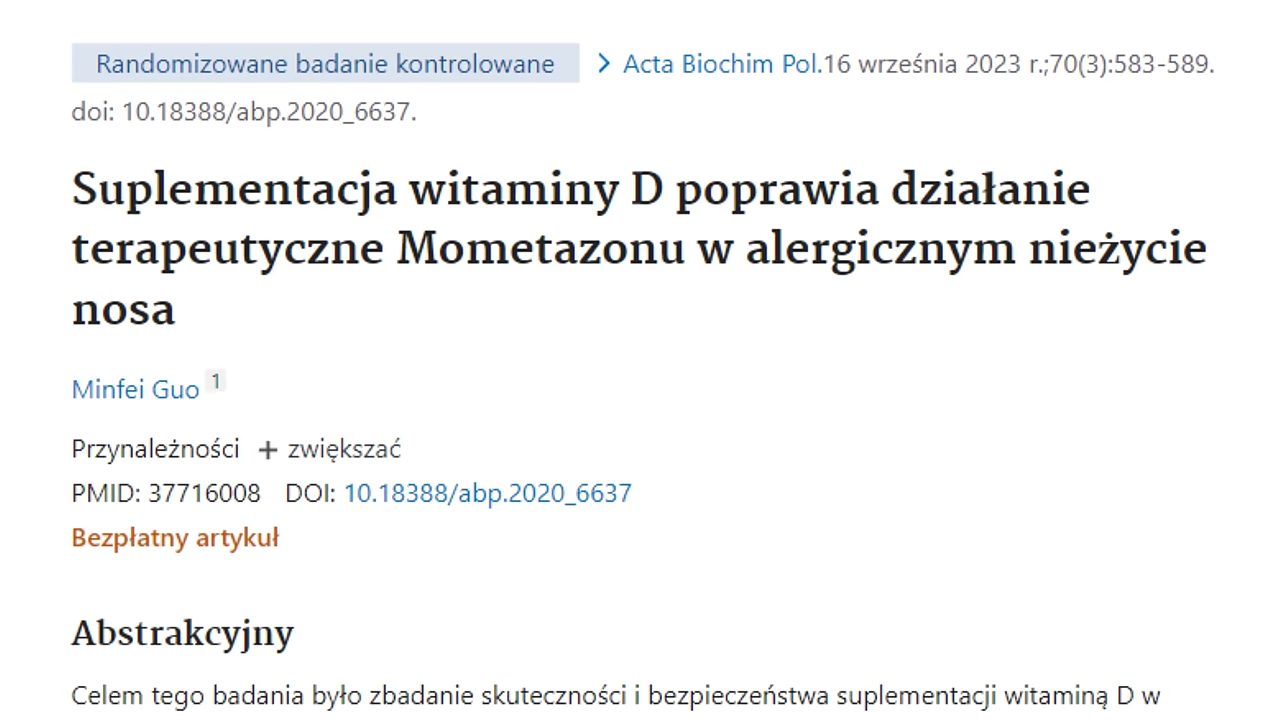 Randomizowane badanie kontrolowane > Acta Biochim Pol.16 września 2023 r.;70(3):583-589.
doi: 10.18388/abp.2020_6637.
Suplementacja witaminy D poprawia działanie
terapeutyczne Mometazonu w alergicznym nieżycie
nosa
Minfei Guo 1
Przynależności + zwiększać
PMID: 37716008 DOI: 10.18388/abp.2020_6637
Bezpłatny artykuł
Abstrakcyjny
Celem tego badania było zbadanie skuteczności i bezpieczeństwa suplementacji witaminą D w